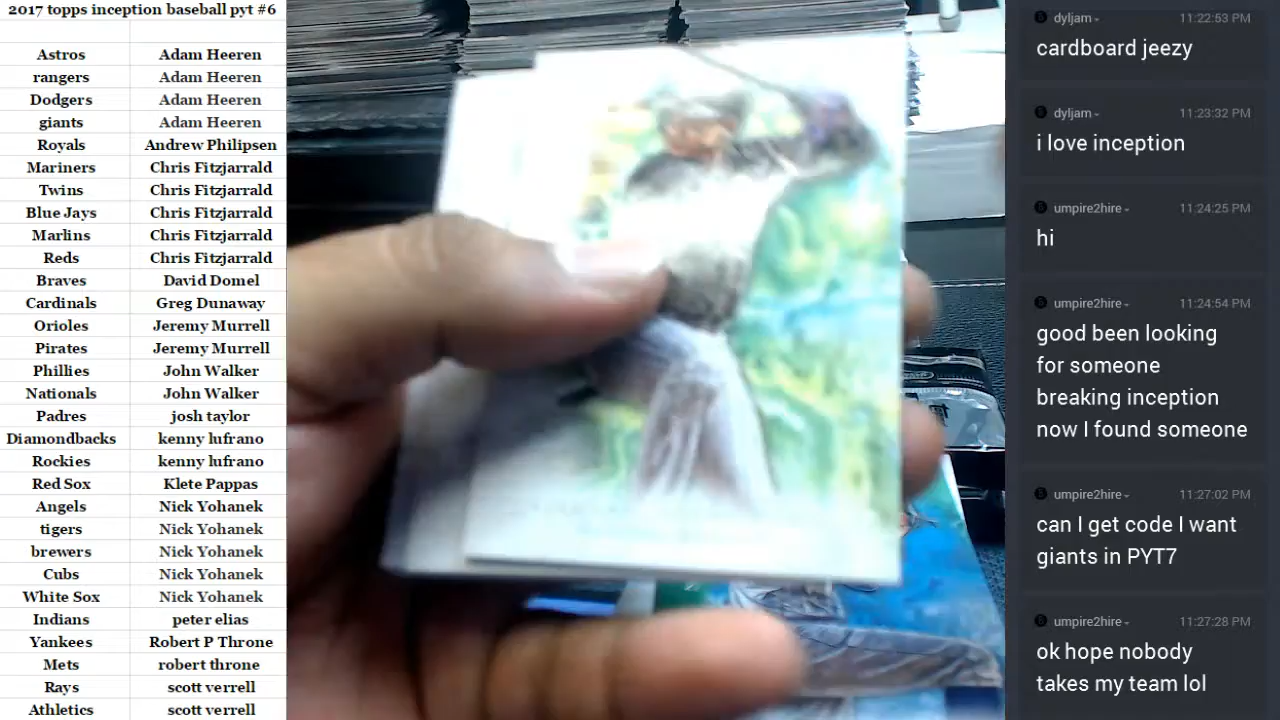 2017 topps inception baseball pyt #6
Astros Adam Heeren
rangers Adam Heeren
Dodgers Adam Heeren
giants Adam Heeren
Royals Andrew Philipsen
Mariners Chris Fitzjarrald
Twins Chris Fitzjarrald
Blue Jays Chris Fitzjarrald
Marlins Chris Fitzjarrald
Reds Chris Fitzjarrald
Braves David Domel
Cardinals Greg Dunaway
Orioles Jeremy Murrell
Pirates Jeremy Murrell
Phillies John Walker
Nationals John Walker
Padres josh taylor
Diamondbacks kenny lufrano
Rockies kenny lufrano
Red Sox Klete Pappas
Angels Nick Yohanek
tigers Nick Yohanek
brewers Nick Yohanek
Cubs Nick Yohanek
White Sox Nick Yohanek
Indians peter elias
Yankees Robert P Throne
Mets robert throne
Rays scott verrell
Athletics scott verrell
dyljam 11:22:53 PM
cardboard jeezy
dyljam 11:23:32 PM
i love inception
umpire2hire 11:24:25 PM
hi
umpire2hire 11:24:54 PM
good been looking
for someone
breaking inception
now I found someone
umpire2hire 11:27:02 PM
can I get code I want
giants in PYT7
umpire2hire 11:27:28 PM
ok hope nobody
takes my team lol